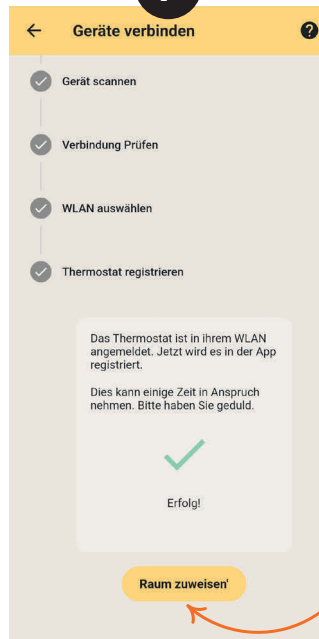 Geräte verbinden
Gerät scannen
Verbindung Prüfen
WLAN auswählen
Thermostat registrieren
Das Thermostat ist in ihrem WLAN
angemeldet. Jetzt wird es in der App
registriert.
Dies kann einige Zeit in Anspruch
nehmen. Bitte haben Sie geduld.
Erfolg!
Raum zuweisen'